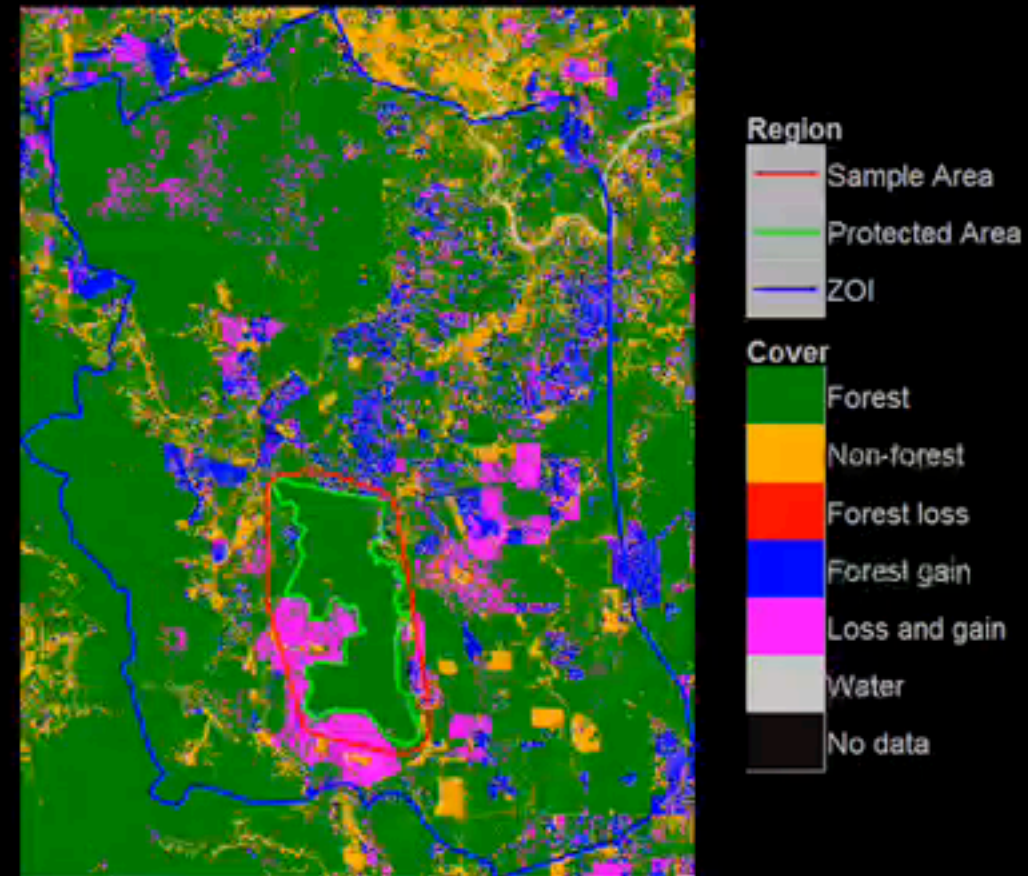 Region
Sample Area
Protected Area
ZOI
Cover
Forest
Non-forest
Forest loss
Forest gain
Loss and gain
Water
No data